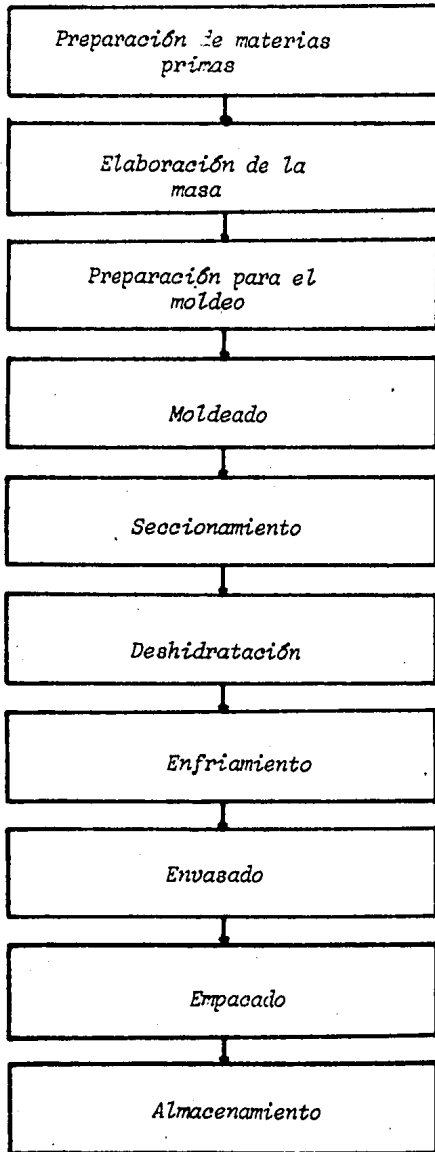 Preparación de materias
primas
Elaboración de la
masa
Preparación para el
moldeo
Moldeado
Seccionamiento
Deshidratación
Enfriamiento
Envasado
Empacado
Almacenamiento